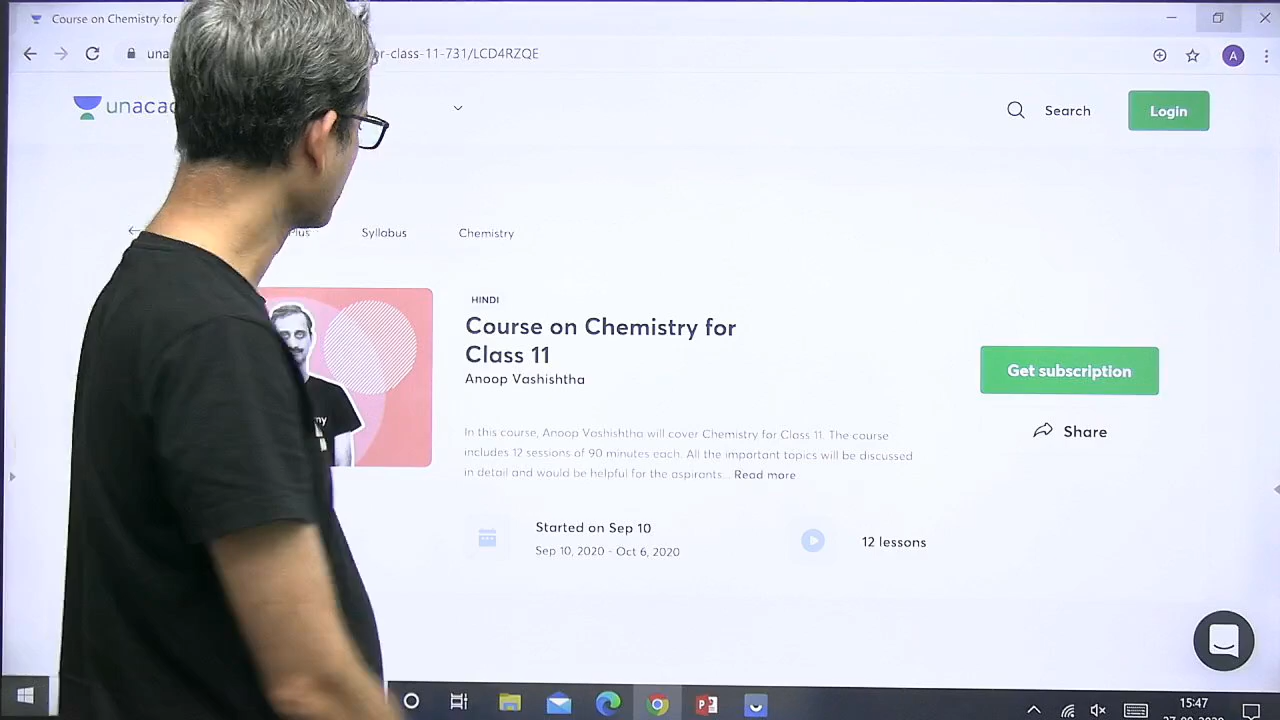 Course on Chemistry for
r-class-11-731/LCD4RZQE
unacad
Search
Login
Plus Syllabus Chemistry
HINDI
Course on Chemistry for
Class 11
Anoop Vashishtha
Get subscription
Share
In this course, Anoop Vashishtha will cover Chemistry for Class 11. The course
includes 12 sessions of 90 minutes each. All the important topics will be discussed
in detail and would be helpful for the aspirants... Read more
Started on Sep 10
Sep 10, 2020 - Oct 6, 2020
12 lessons
A
15:47